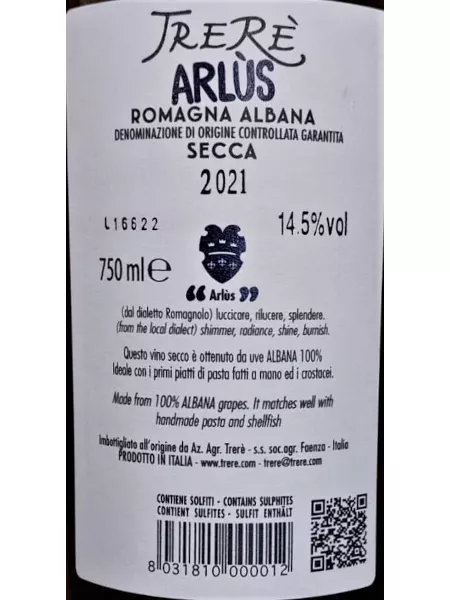 TRERÈ
ARLÙS
ROMAGNA ALBANA
DENOMINAZIONE DI ORIGINE CONTROLLATA GARANTITA
SECCA
2021
L16622
14.5%vol
750 ml e
“ Arlùs ”
(dal dialetto Romagnolo) luccicare, rilucere, splendere.
(from the local dialect) shimmer, radiance, shine, burnish.
Questo vino secco è ottenuto da uve ALBANA 100%
Ideale con i primi piatti di pasta fatti a mano ed i crostacei.
Made from 100% ALBANA grapes. It matches well with
handmade pasta and shellfish
Imbottigliato all'origine da Az. Agr. Trerè - s.s. soc.agr. Faenza - Italia
PRODOTTO IN ITALIA - www.trere.com - trere@trere.com
CONTIENE SOLFITI - CONTAINS SULPHITES
CONTIENT SULFITES - SULFIT ENTHÄLT
8 031810 000012